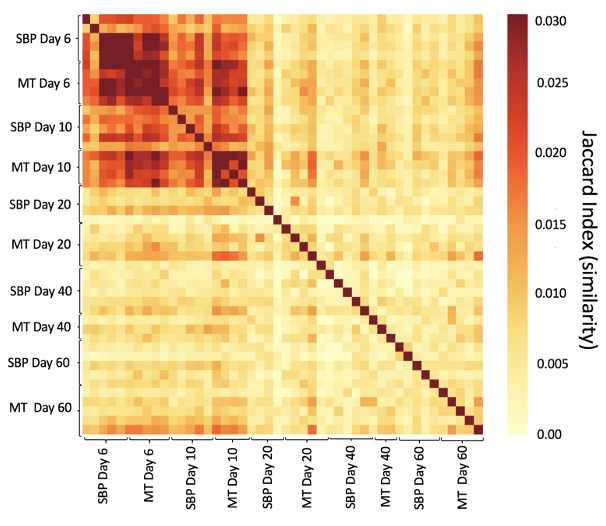 SBP Day 6
MT Day 6
SBP Day 10
MT Day 10
SBP Day 20
MT Day 20
SBP Day 40
MT Day 40
SBP Day 60
MT Day 60
SBP Day 6
MT Day 6
SBP Day 10
MT Day 10
SBP Day 20
MT Day 20
SBP Day 40
MT Day 40
SBP Day 60
MT Day 60
0.030
0.025
0.020
0.015
0.010
0.005
0.00
Jaccard Index (similarity)